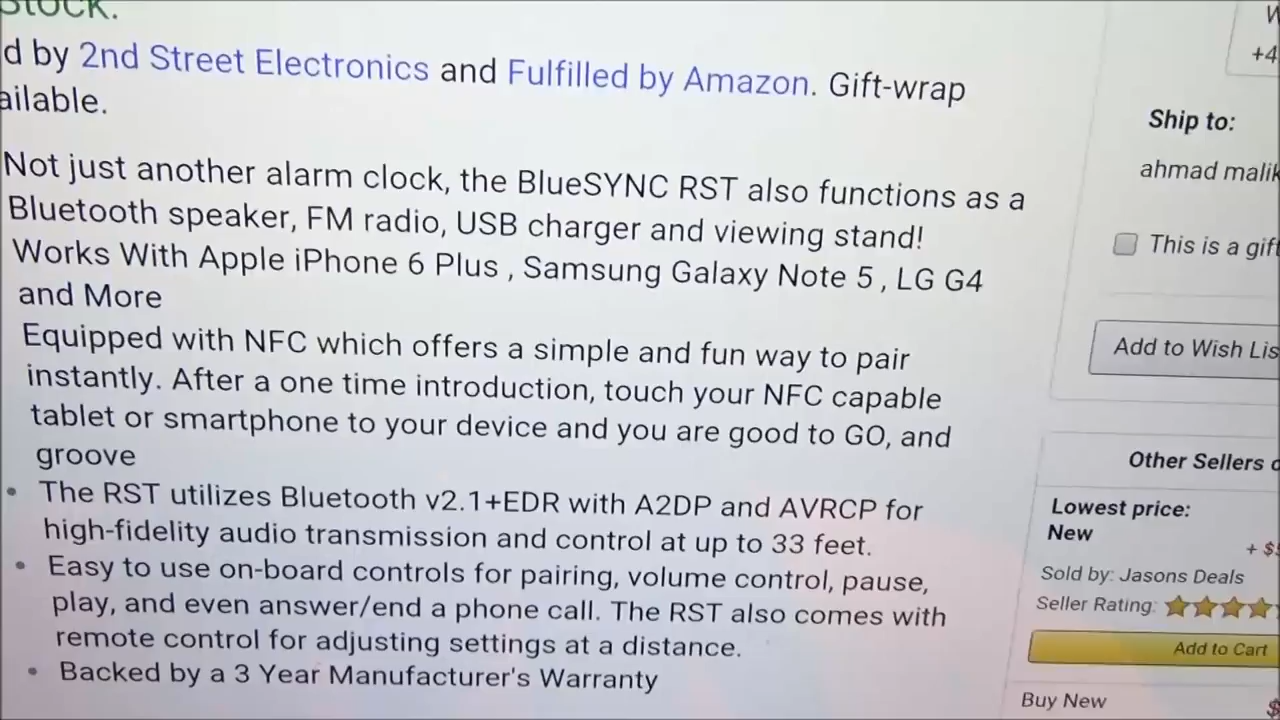 Stock.
d by 2nd Street Electronics and Fulfilled by Amazon. Gift-wrap
ailable.
Not just another alarm clock, the BlueSYNC RST also functions as a
Bluetooth speaker, FM radio, USB charger and viewing stand!
Works With Apple iPhone 6 Plus , Samsung Galaxy Note 5 , LG G4
and More
Equipped with NFC which offers a simple and fun way to pair
instantly. After a one time introduction, touch your NFC capable
tablet or smartphone to your device and you are good to GO, and
groove
• The RST utilizes Bluetooth v2.1+EDR with A2DP and AVRCP for
high-fidelity audio transmission and control at up to 33 feet.
• Easy to use on-board controls for pairing, volume control, pause,
play, and even answer/end a phone call. The RST also comes with
remote control for adjusting settings at a distance.
• Backed by a 3 Year Manufacturer's Warranty
+4
Ship to:
ahmad malik
This is a gift
Add to Wish Lis
Other Sellers
Lowest price:
New
+ $
Sold by: Jasons Deals
Seller Rating:
Add to Cart
Buy New
$